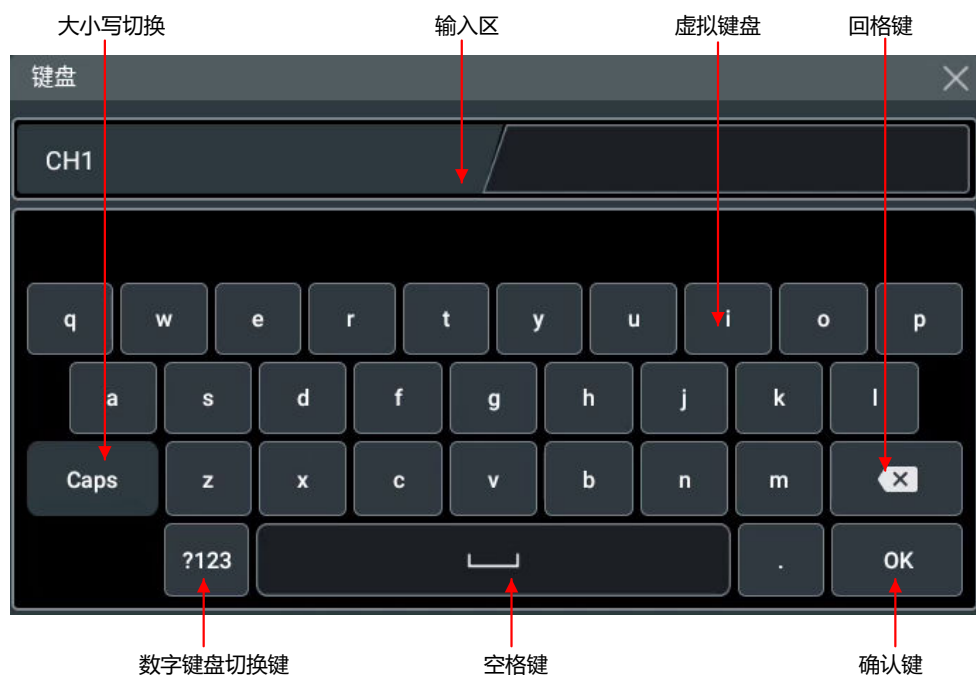 大小写切换 输入区 虚拟键盘 回格键
键盘
CH1
q w e r t y u i o p
a s d f g h j k l
Caps z x c v b n m
?123 . OK
数字键盘切换键 空格键 确认键